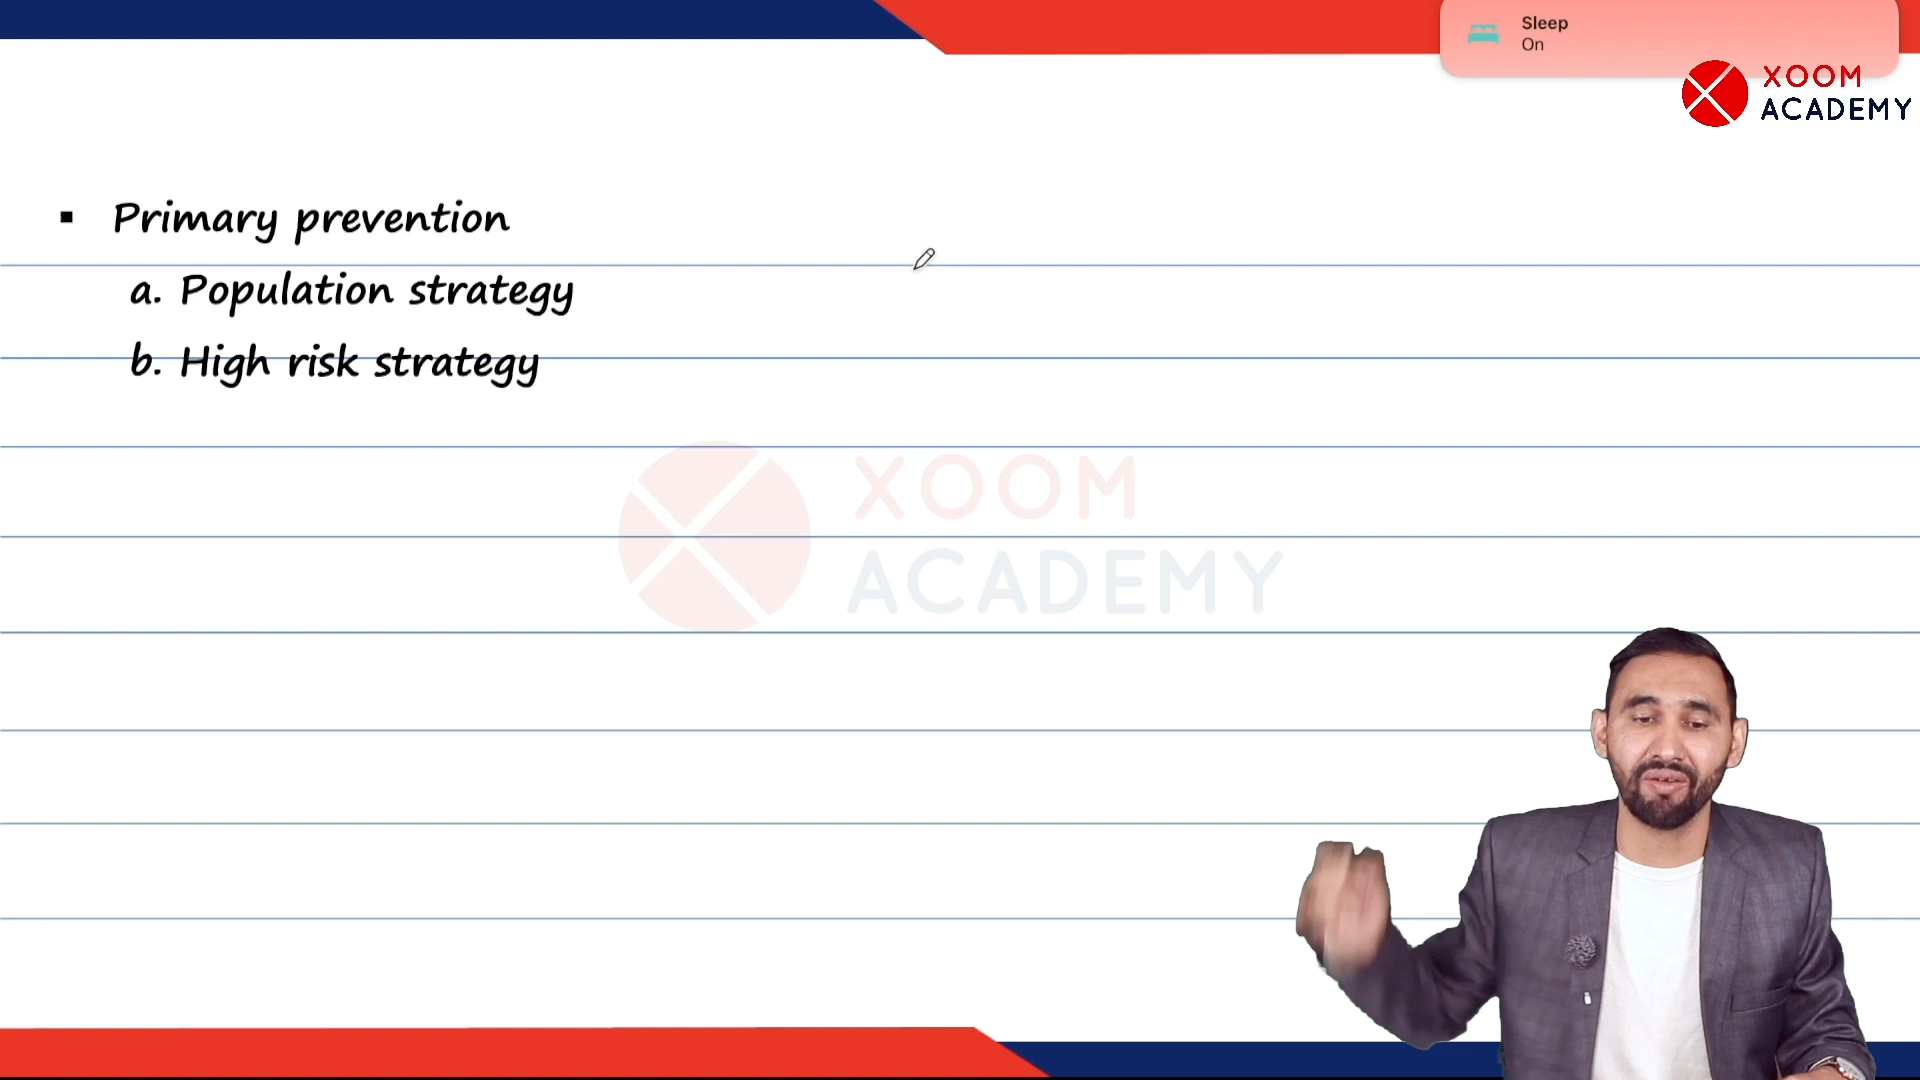 Sleep
On
XOOM
ACADEMY
▪ Primary prevention
a. Population strategy
b. High risk strategy
XOOM
ACADEMY